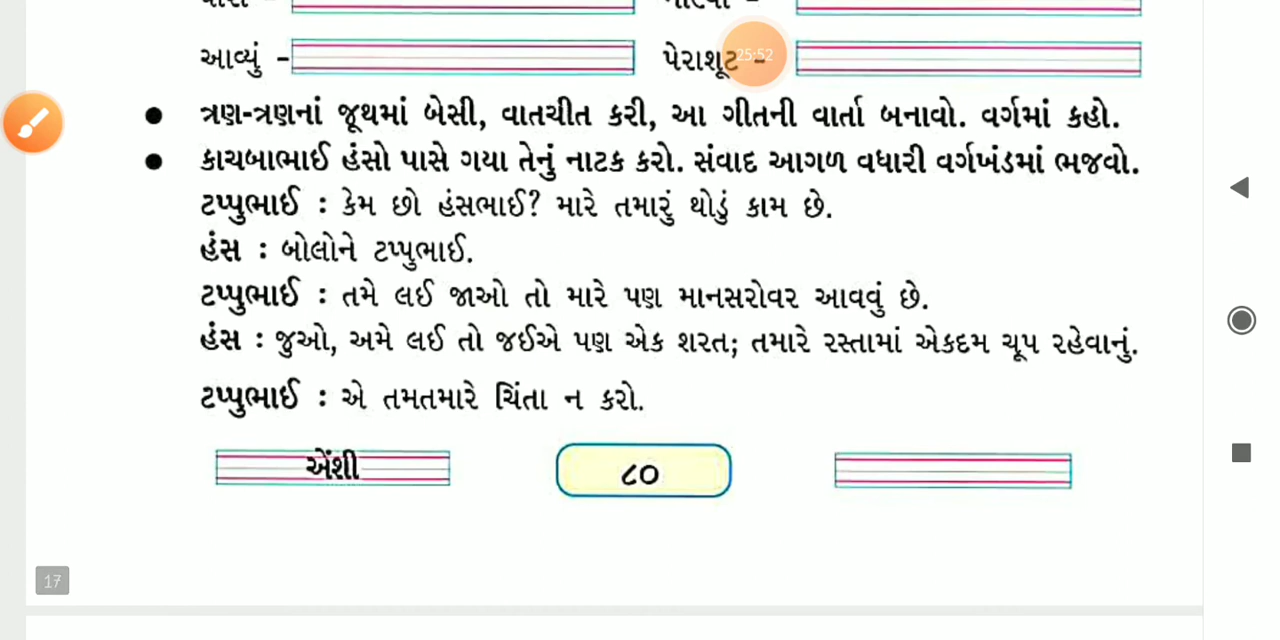 આવ્યું -
પેરાશૂટ -
25:52
● ત્રણ-ત્રણનાં જૂથમાં બેસી, વાતચીત કરી, આ ગીતની વાર્તા બનાવો. વર્ગમાં કહો.
● કાચબાભાઈ હંસો પાસે ગયા તેનું નાટક કરો. સંવાદ આગળ વધારી વર્ગખંડમાં ભજવો.
ટપ્પુભાઈ : કેમ છો હંસભાઈ? મારે તમારું થોડું કામ છે.
હંસ : બોલોને ટપ્પુભાઈ.
ટપ્પુભાઈ : તમે લઈ જાઓ તો મારે પણ માનસરોવર આવવું છે.
હંસ : જુઓ, અમે લઈ તો જઈએ પણ એક શરત; તમારે રસ્તામાં એકદમ ચૂપ રહેવાનું.
ટપ્પુભાઈ : એ તમતમારે ચિંતા ન કરો.
એંશી
૮૦
17